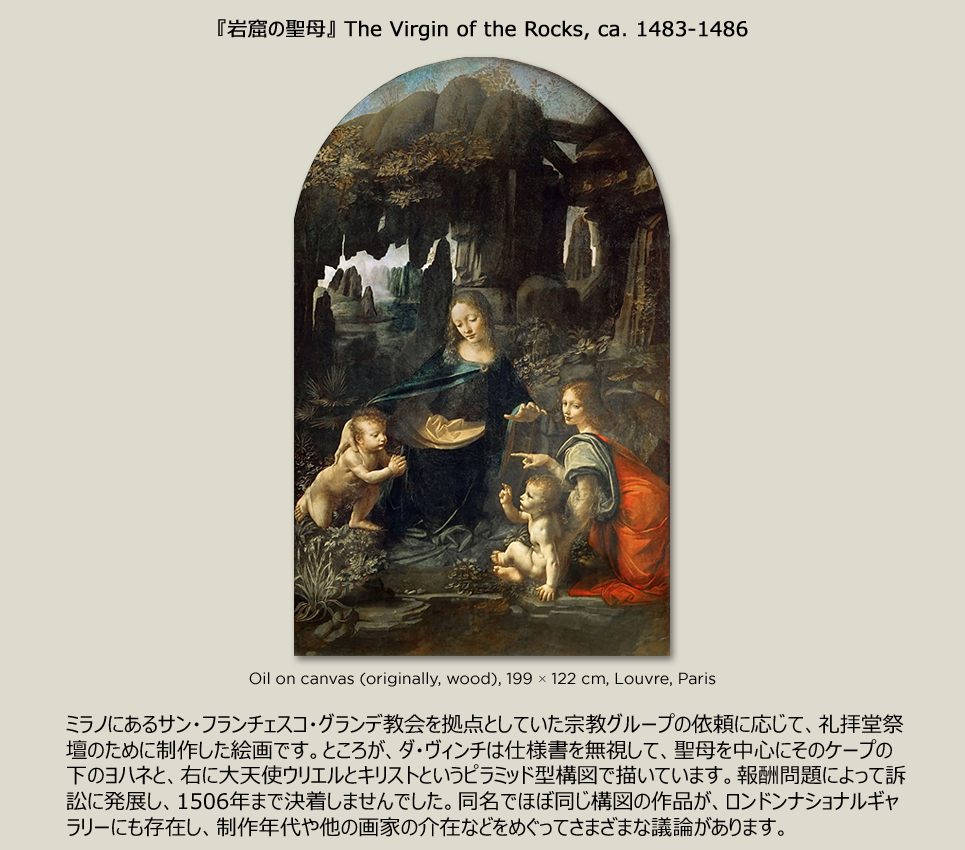 『岩窟の聖母』 The Virgin of the Rocks, ca. 1483-1486
Oil on canvas (originally, wood), 199 × 122 cm, Louvre, Paris
ミラノにあるサン・フランチェスコ・グランデ教会を拠点としていた宗教グループの依頼に応じて、礼拝堂祭
壇のために制作した絵画です。ところが、ダ・ヴィンチは仕様書を無視して、聖母を中心にそのケープの
下のヨハネと、右に大天使ウリエルとキリストというピラミッド型構図で描いています。報酬問題によって訴
訟に発展し、1506年まで決着しませんでした。同名でほぼ同じ構図の作品が、ロンドンナショナルギャ
ラリーにも存在し、制作年代や他の画家の介在などをめぐってさまざまな議論があります。